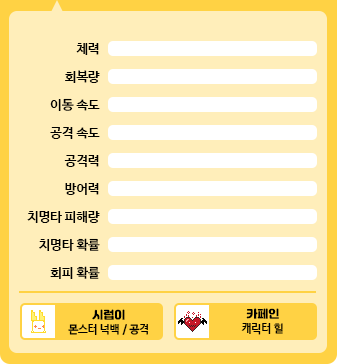 체력
회복량
이동 속도
공격 속도
공격력
방어력
치명타 피해량
치명타 확률
회피 확률
시럽이
몬스터 넉백 / 공격
카페인
캐릭터 힐